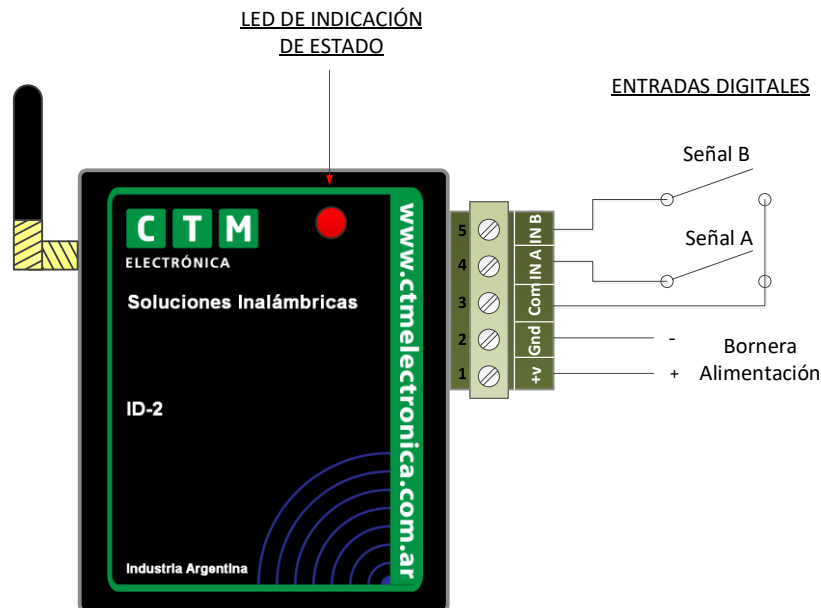 LED DE INDICACIÓN
DE ESTADO
ENTRADAS DIGITALES
Señal B
Señal A
CTM
ELECTRÓNICA
Soluciones Inalámbricas
ID-2
Industria Argentina
www.ctmelectronica.com.ar
5 IN B
4 IN A
3 Com
2 Gnd
1 +v
- Bornera
+ Alimentación